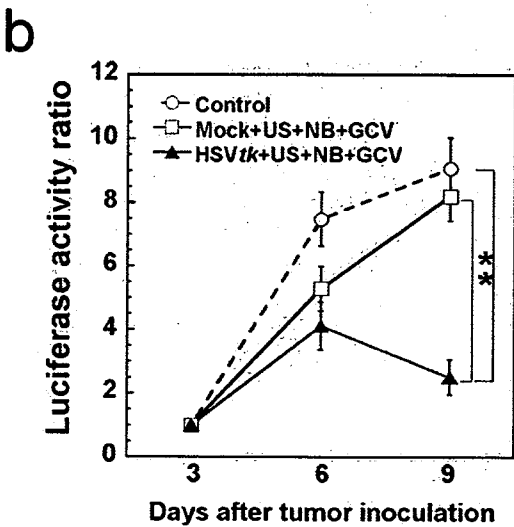 b
12
10
8
6
4
2
0
Luciferase activity ratio
Control
Mock+US+NB+GCV
HSVtk+US+NB+GCV
**
3 6 9
Days after tumor inoculation